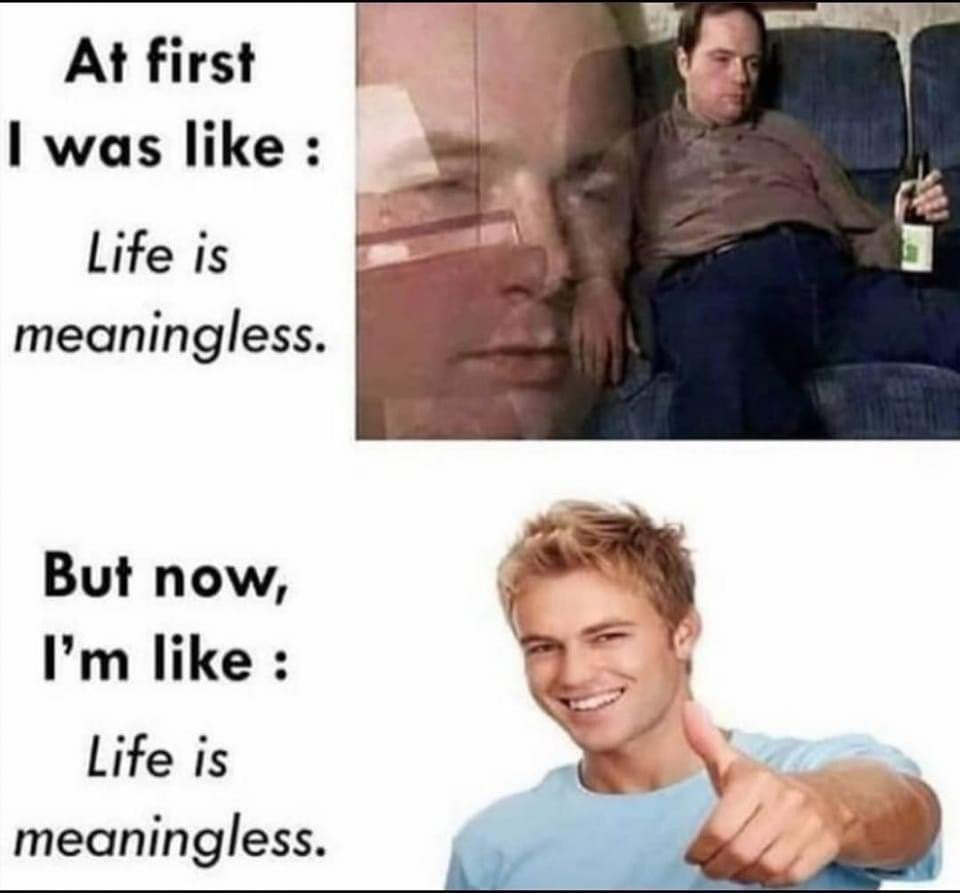 At first
I was like :
Life is
meaningless.
But now,
I'm like :
Life is
meaningless.